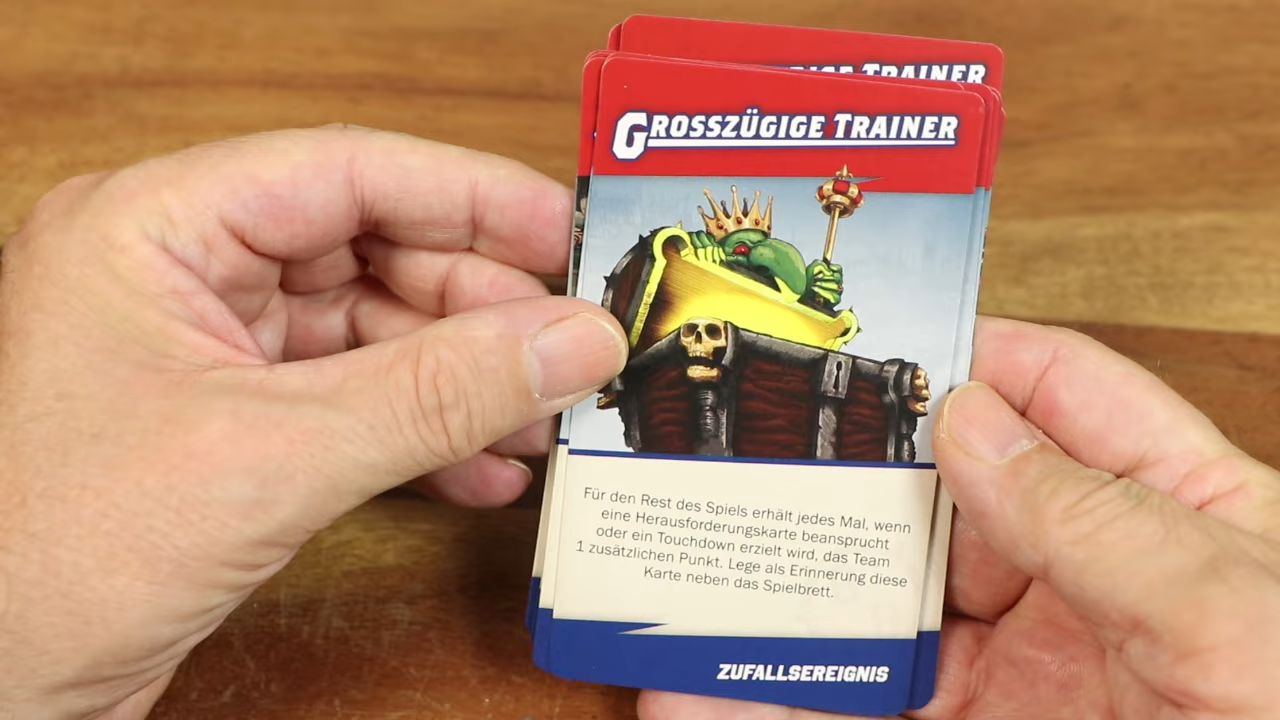 TRAINER
GROSSZÜGIGE TRAINER
Für den Rest des Spiels erhält jedes Mal, wenn
eine Herausforderungskarte beansprucht
oder ein Touchdown erzielt wird, das Team
1 zusätzlichen Punkt. Lege als Erinnerung diese
Karte neben das Spielbrett.
ZUFALLSEREIGNIS